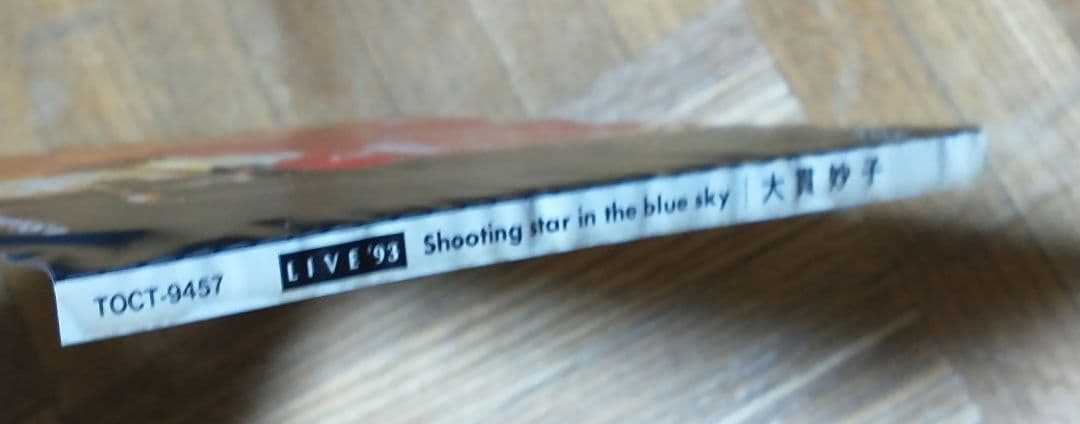 TOCT-9457 LIVE '93 Shooting star in the blue sky | 大貫妙子